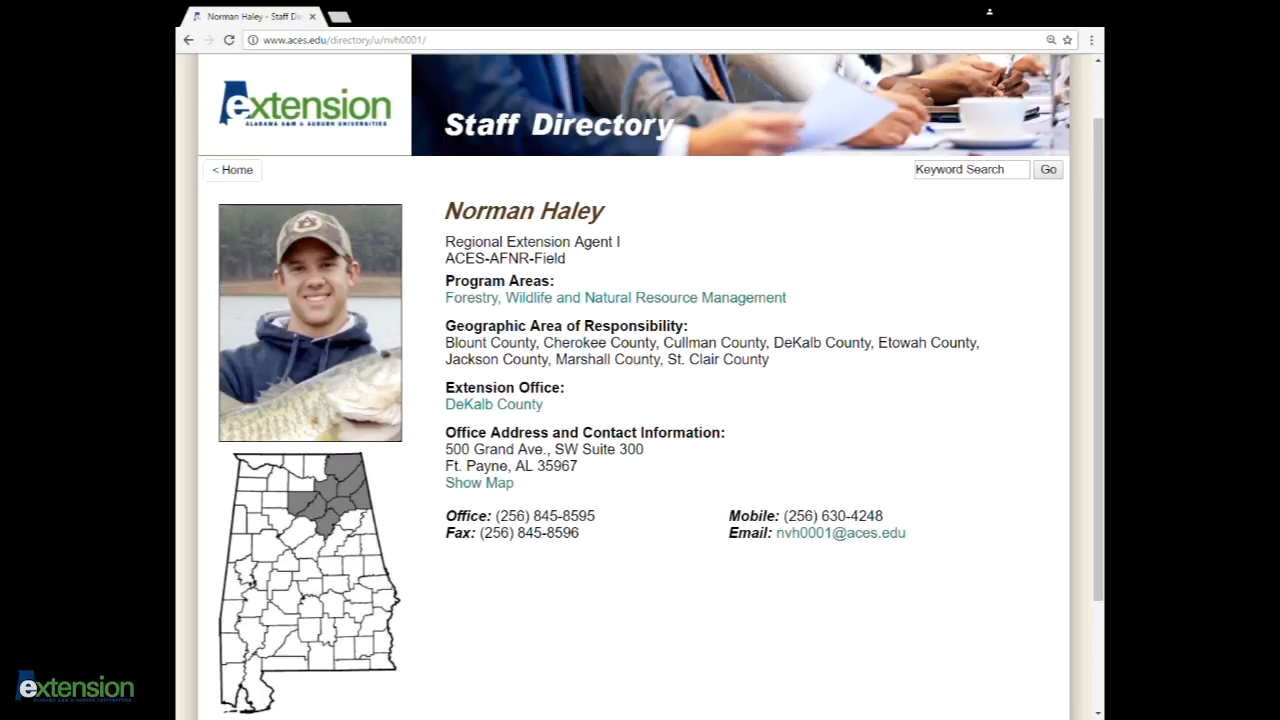 Norman Haley - Staff Di
www.aces.edu/directory/u/nvh0001/
extension
ALABAMA A&M & AUBURN UNIVERSITIES
Staff Directory
< Home
Keyword Search
Go
Norman Haley
Regional Extension Agent I
ACES-AFNR-Field
Program Areas:
Forestry, Wildlife and Natural Resource Management
Geographic Area of Responsibility:
Blount County, Cherokee County, Cullman County, DeKalb County, Etowah County,
Jackson County, Marshall County, St. Clair County
Extension Office:
DeKalb County
Office Address and Contact Information:
500 Grand Ave., SW Suite 300
Ft. Payne, AL 35967
Show Map
Office: (256) 845-8595
Mobile: (256) 630-4248
Fax: (256) 845-8596
Email: nvh0001@aces.edu
extension
ALABAMA A&M & AUBURN UNIVERSITIES